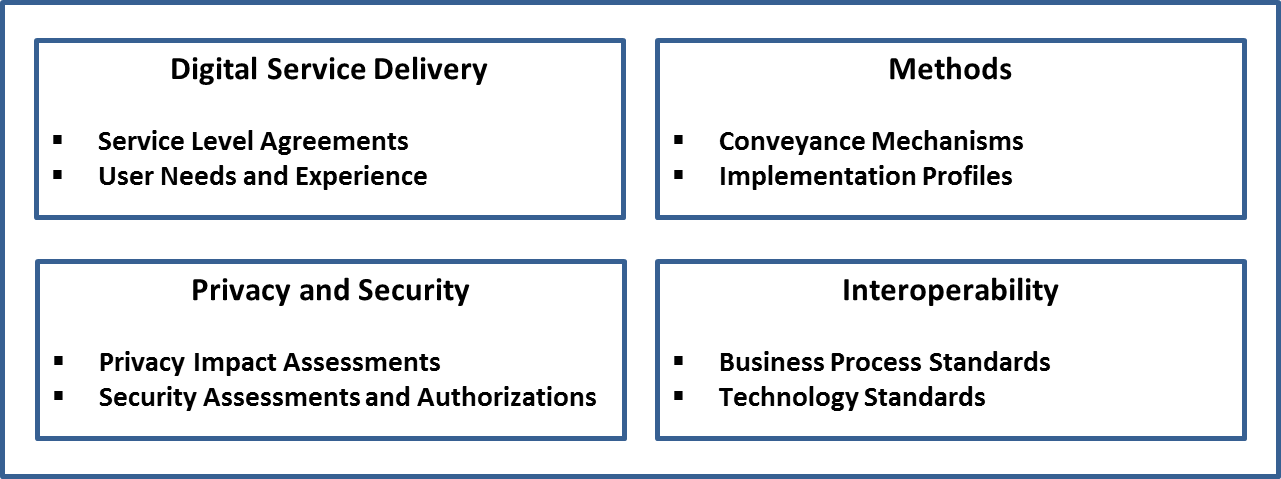 Digital Service Delivery
▪ Service Level Agreements
▪ User Needs and Experience
Methods
▪ Conveyance Mechanisms
▪ Implementation Profiles
Privacy and Security
▪ Privacy Impact Assessments
▪ Security Assessments and Authorizations
Interoperability
▪ Business Process Standards
▪ Technology Standards